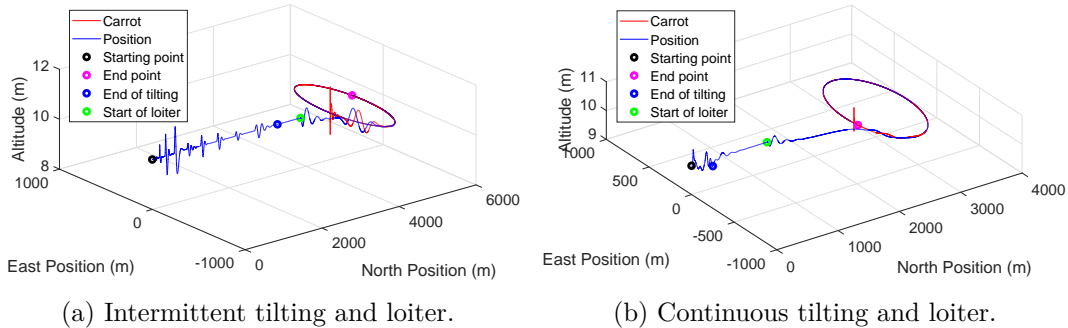 Carrot
Position
Starting point
End point
End of tilting
Start of loiter
Altitude (m)
12
10
8
1000
0
-1000
East Position (m)
0
2000
4000
6000
North Position (m)
(a) Intermittent tilting and loiter.
Carrot
Position
Starting point
End point
End of tilting
Start of loiter
Altitude (m)
11
10
9
1000
500
0
-500
-1000
East Position (m)
0
1000
2000
3000
4000
North Position (m)
(b) Continuous tilting and loiter.